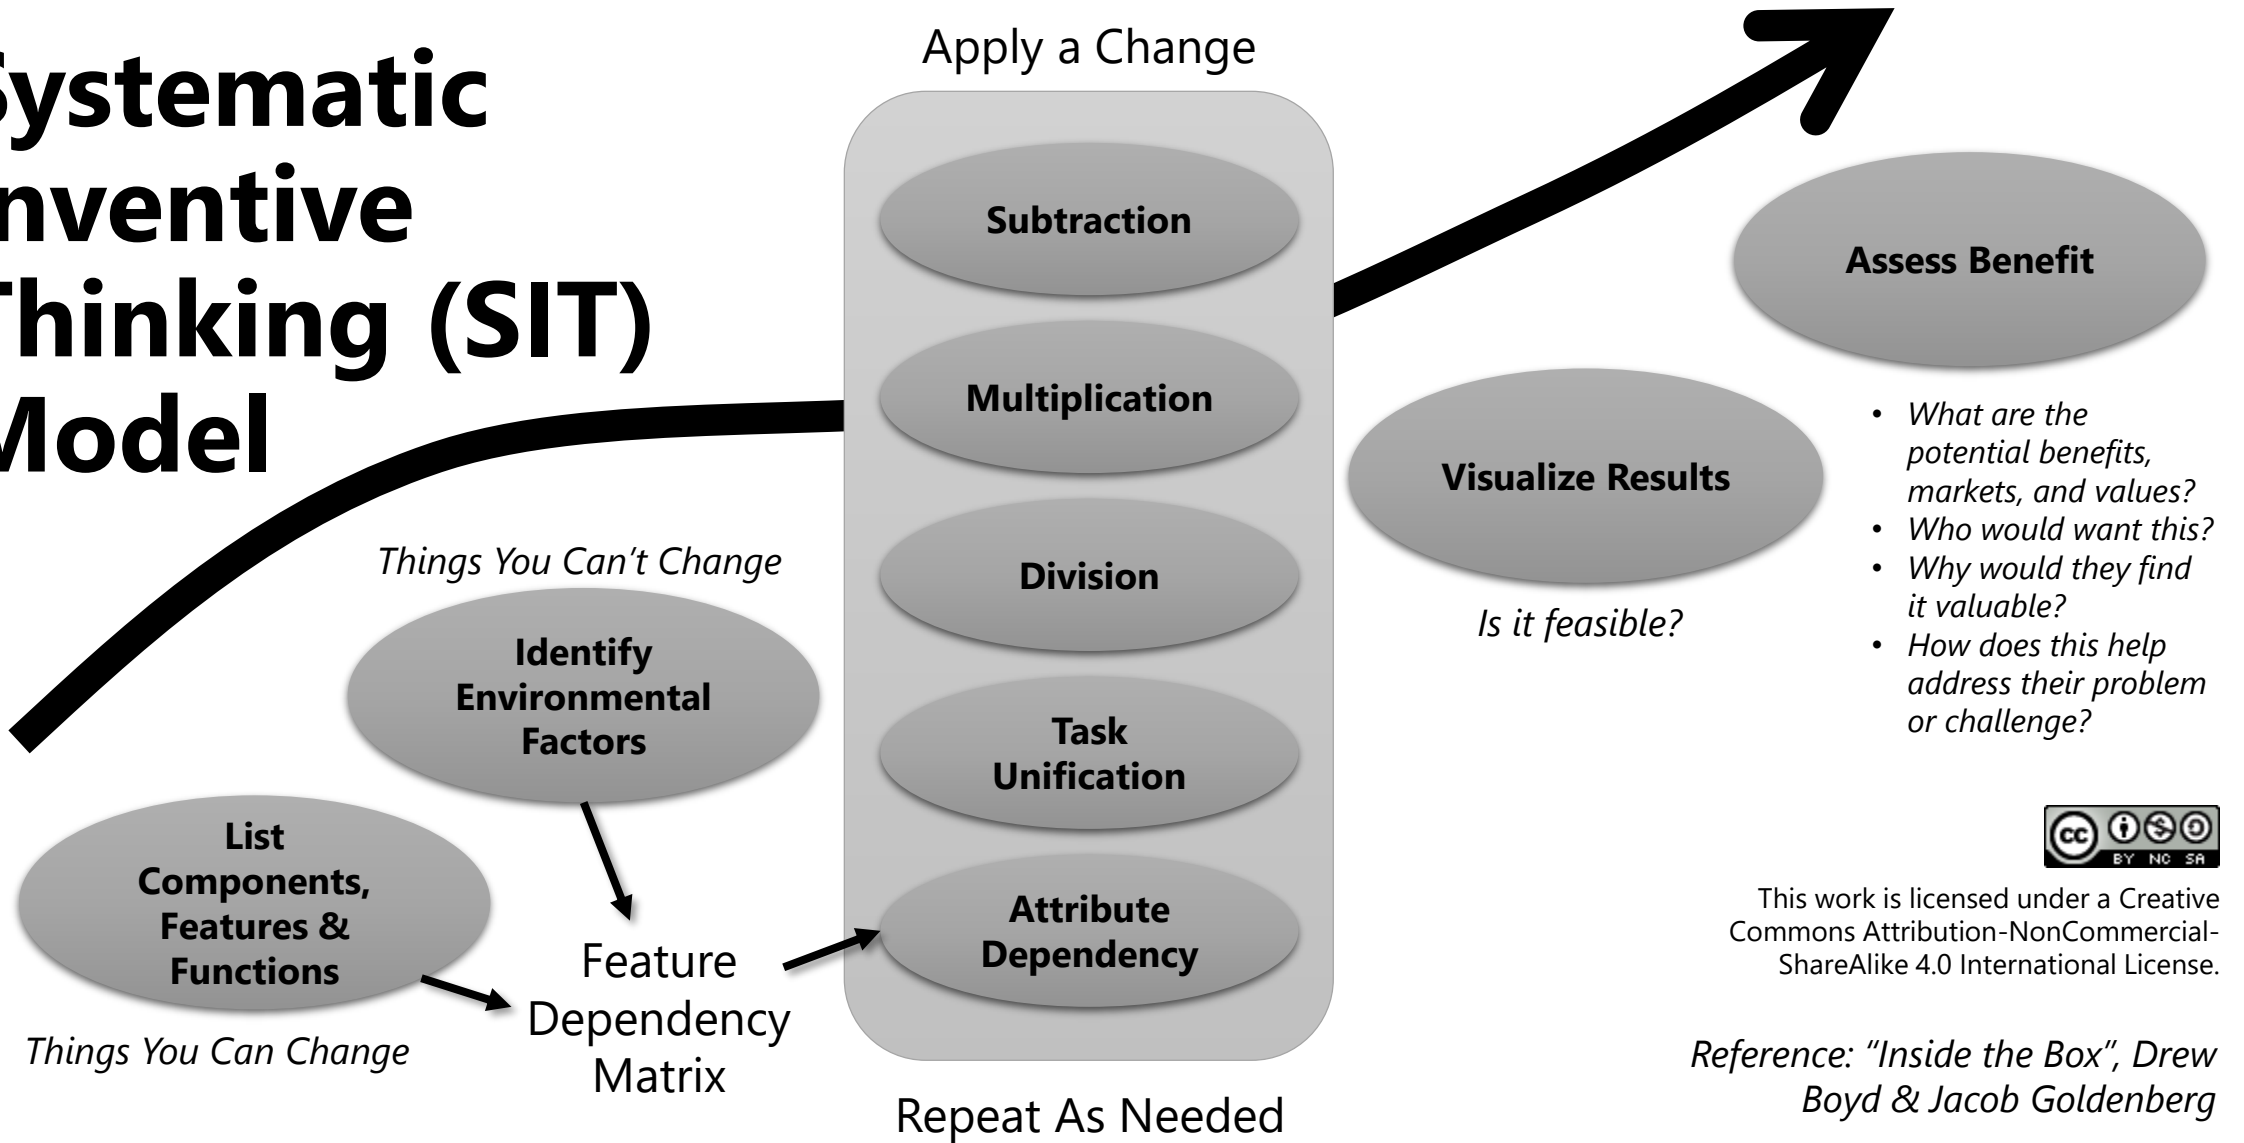 Systematic
Inventive
Thinking (SIT)
Model
Apply a Change
Subtraction
Multiplication
Division
Task
Unification
Attribute
Dependency
Repeat As Needed
Things You Can't Change
Identify
Environmental
Factors
List
Components,
Features &
Functions
Things You Can Change
Feature
Dependency
Matrix
Visualize Results
Is it feasible?
Assess Benefit
• What are the
potential benefits,
markets, and values?
• Who would want this?
• Why would they find
it valuable?
• How does this help
address their problem
or challenge?
cc
BY NC SA
This work is licensed under a Creative
Commons Attribution-NonCommercial-
ShareAlike 4.0 International License.
Reference: “Inside the Box”, Drew
Boyd & Jacob Goldenberg